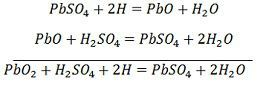 PbSO₄ + 2H = PbO + H₂O
PbO + H₂SO₄ = PbSO₄ + 2H₂O
PbO₂ + H₂SO₄ + 2H = PbSO₄ + 2H₂O